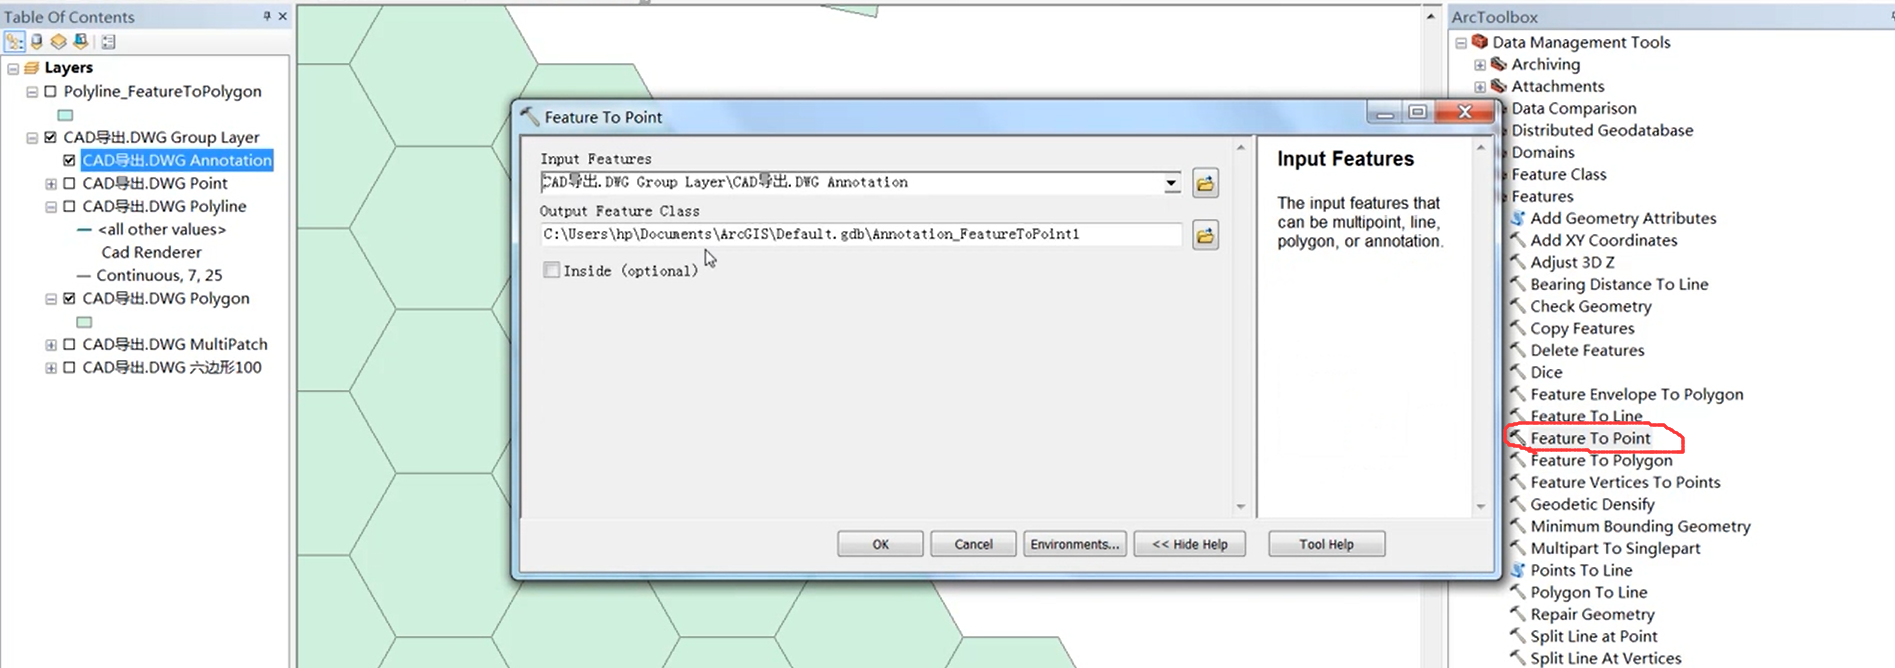 Table Of Contents
Layers
Polyline_FeatureToPolygon
CAD导出.DWG Group Layer
CAD导出.DWG Annotation
CAD导出.DWG Point
CAD导出.DWG Polyline
<all other values>
Cad Renderer
Continuous, 7, 25
CAD导出.DWG Polygon
CAD导出.DWG MultiPatch
CAD导出.DWG 六边形100
Feature To Point
Input Features
CAD导出.DWG Group Layer\CAD导出.DWG Annotation
Output Feature Class
C:\Users\hp\Documents\ArcGIS\Default.gdb\Annotation_FeatureToPoint1
Inside (optional)
Input Features
The input features that
can be multipoint, line,
polygon, or annotation.
OK
Cancel
Environments...
<< Hide Help
Tool Help
ArcToolbox
Data Management Tools
Archiving
Attachments
Data Comparison
Distributed Geodatabase
Domains
Feature Class
Features
Add Geometry Attributes
Add XY Coordinates
Adjust 3D Z
Bearing Distance To Line
Check Geometry
Copy Features
Delete Features
Dice
Feature Envelope To Polygon
Feature To Line
Feature To Point
Feature To Polygon
Feature Vertices To Points
Geodetic Densify
Minimum Bounding Geometry
Multipart To Singlepart
Points To Line
Polygon To Line
Repair Geometry
Split Line at Point
Split Line At Vertices